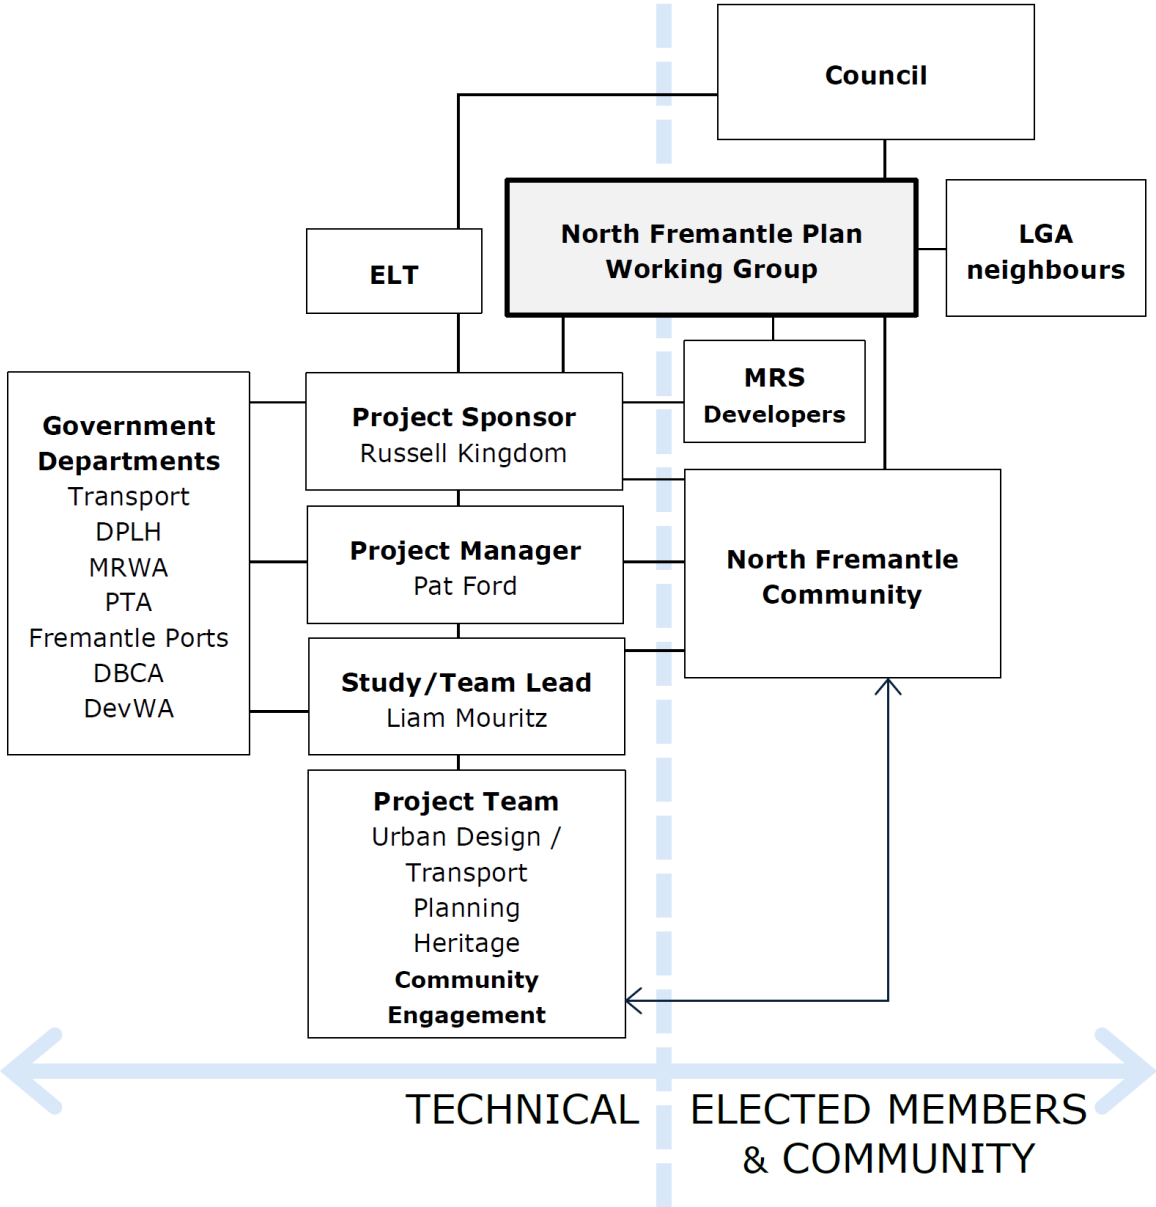 Council
North Fremantle Plan
Working Group
LGA
neighbours
ELT
MRS
Developers
Government
Departments
Transport
DPLH
MRWA
PTA
Fremantle Ports
DBCA
DevWA
Project Sponsor
Russell Kingdom
Project Manager
Pat Ford
North Fremantle
Community
Study/Team Lead
Liam Mouritz
Project Team
Urban Design /
Transport
Planning
Heritage
Community
Engagement
TECHNICAL
ELECTED MEMBERS
& COMMUNITY